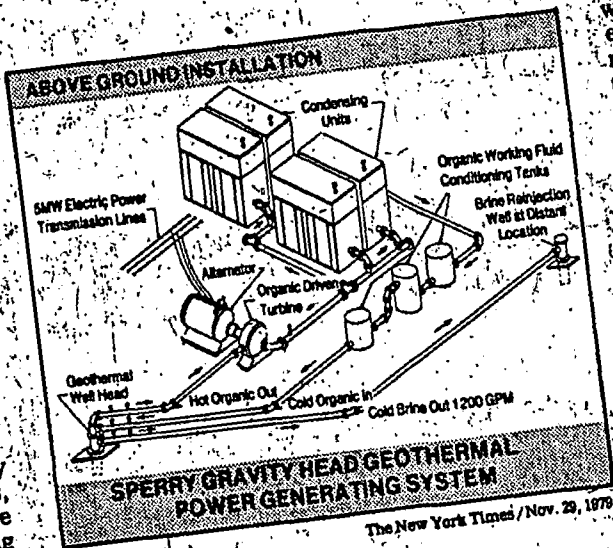 ABOVE GROUND INSTALLATION
Condensing
Units
Organic Working Fluid
Conditioning Tanks
Brine Reinjection
Well at Distant
Location
5MW Electric Power
Transmission Lines
Alternator
Organic Driven
Turbine
Geothermal
Well Head
Hot Organic Out
Cold Organic In
Cold Brine Out 1200 GPM
SPERRY GRAVITY HEAD GEOTHERMAL
POWER GENERATING SYSTEM
The New York Times / Nov. 29, 1979